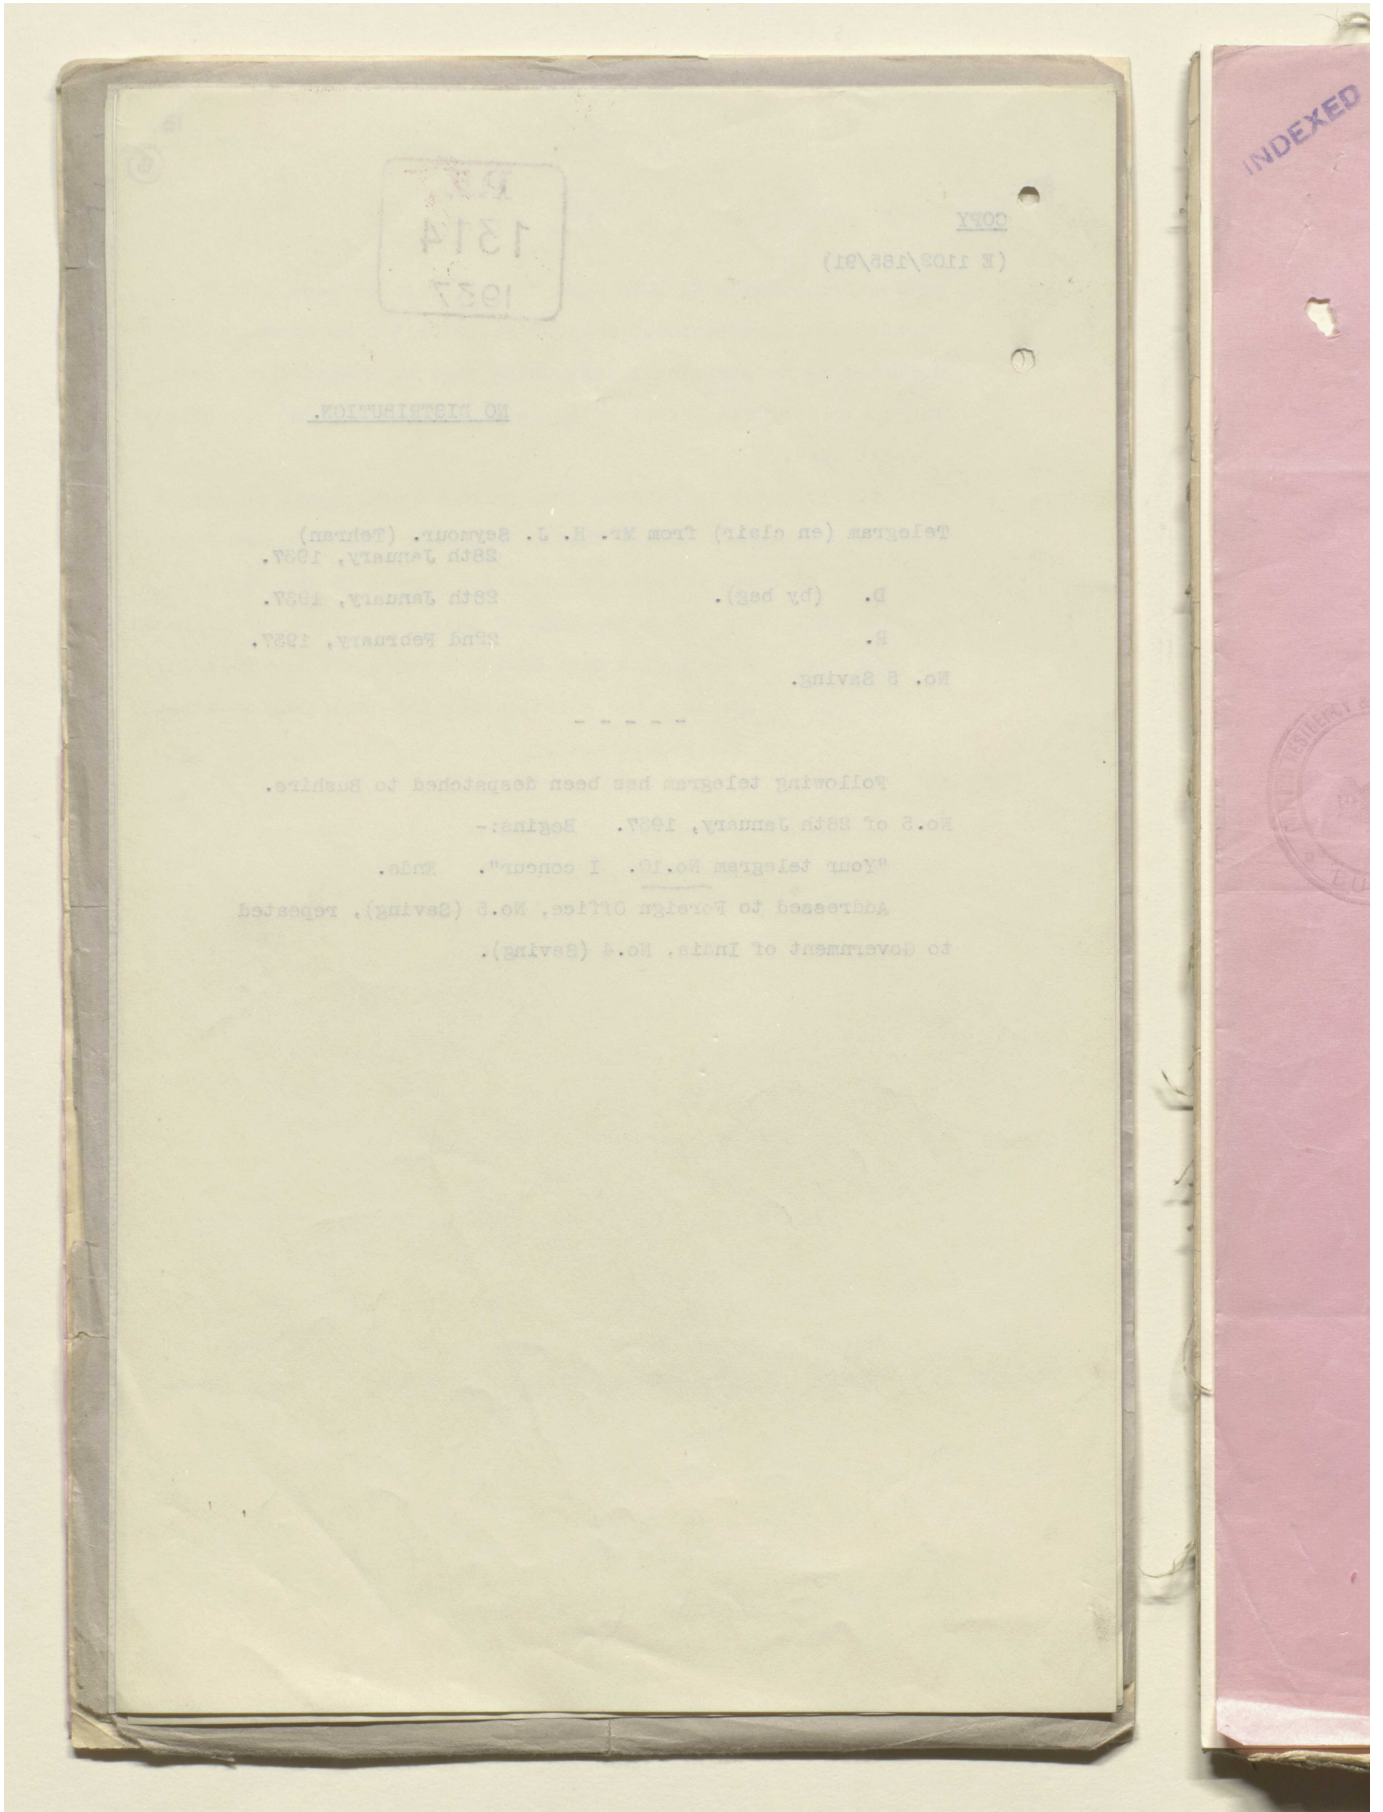 INDEXED
P.Z.
1314
1937
COPY
(E 1102/185/91)
NO DISTRIBUTION.
Telegram (en clair) from Mr. H. J. Seymour. (Tehran)
28th January, 1937.
D. (by bag). 28th January, 1937.
R. 22nd February, 1937.
No. 5 Saving.
- - - - -
Following telegram has been despatched to Bushire.
No.5 of 28th January, 1937. Begins:-
"Your telegram No.10. I concur". Ends.
Addressed to Foreign Office, No.5 (Saving), repeated
to Government of India, No.4 (Saving).